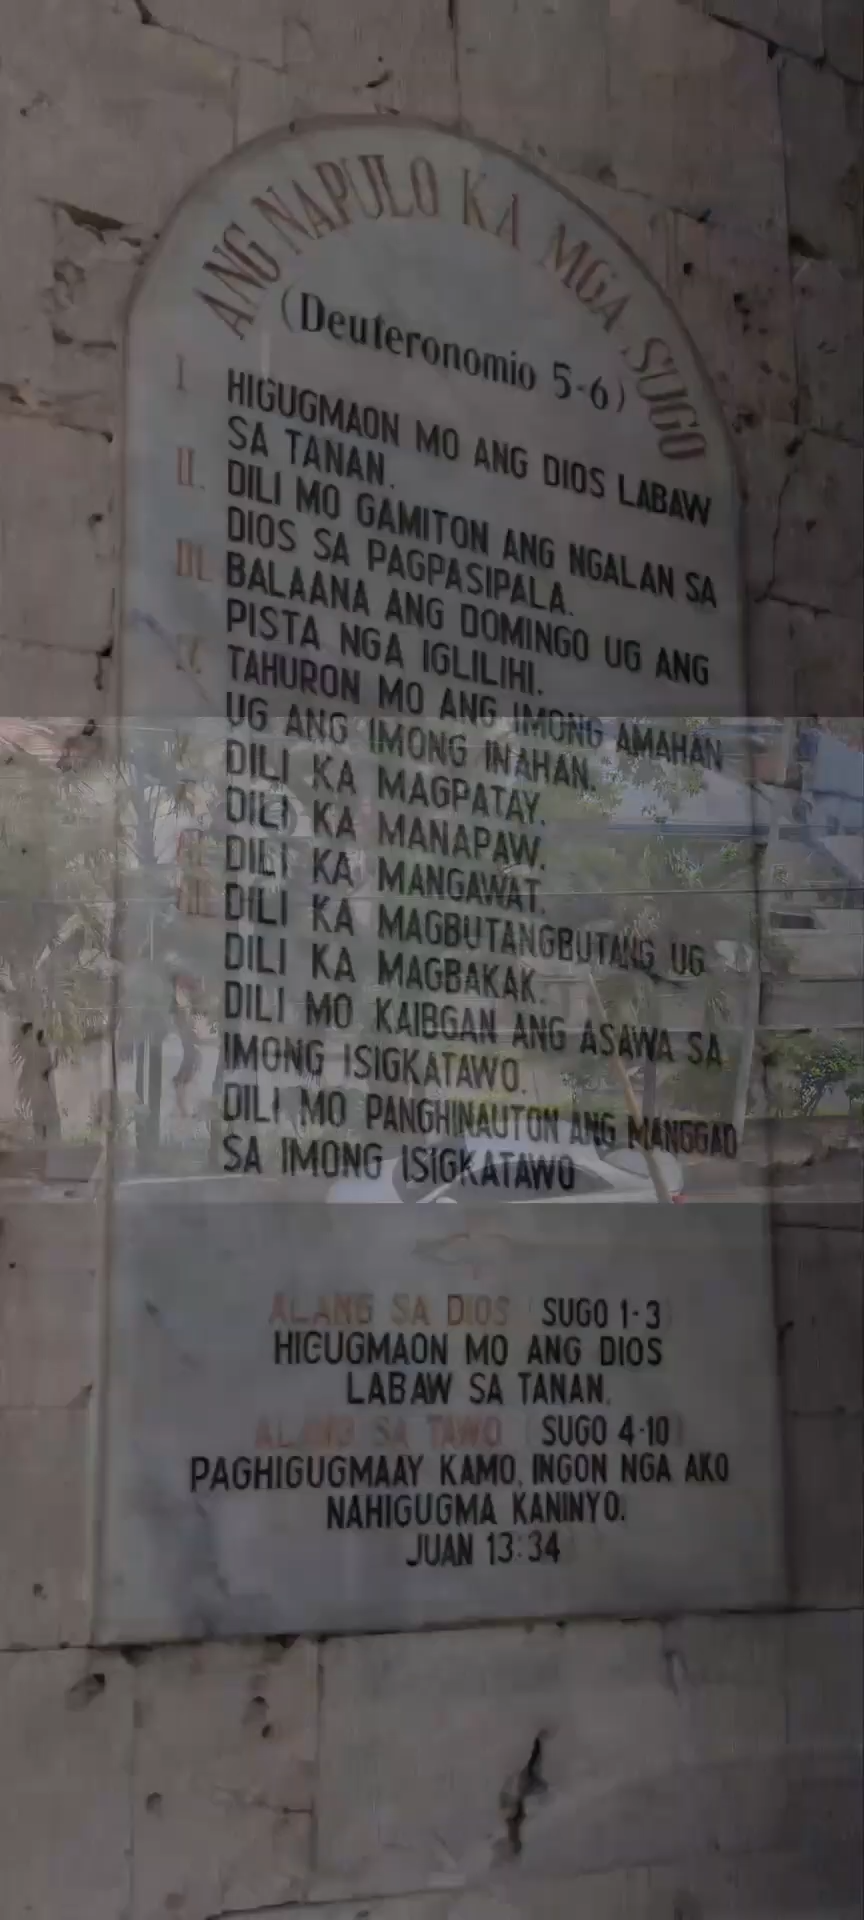 ANG NAPULO KA MGA SUGO
(Deuteronomio 5-6)
I. HIGUGMAON MO ANG DIOS LABAW
SA TANAN.
II. DILI MO GAMITON ANG NGALAN SA
DIOS SA PAGPASIPALA.
III. BALAANA ANG DOMINGO UG ANG
PISTA NGA IGLILIHI.
IV. TAHURON MO ANG IMONG AMAHAN
UG ANG IMONG INAHAN.
DILI KA MAGPATAY.
DILI KA MANAPAW.
VII. DILI KA MANGAWAT.
VIII. DILI KA MAGBUTANGBUTANG UG
DILI KA MAGBAKAK.
DILI MO KAIBGAN ANG ASAWA SA
IMONG ISIGKATAWO.
DILI MO PANGHINAUTON ANG MANGGAD
SA IMONG ISIGKATAWO
ALANG SA DIOS (SUGO 1-3)
HIGUGMAON MO ANG DIOS
LABAW SA TANAN.
ALANG SA TAWO (SUGO 4-10)
PAGHIGUGMAAY KAMO, INGON NGA AKO
NAHIGUGMA KANINYO.
JUAN 13:34